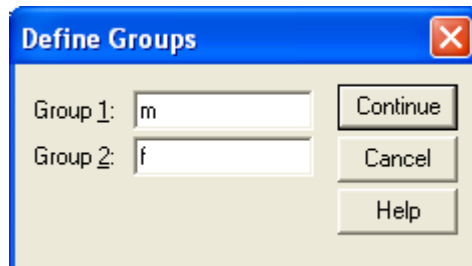 Define Groups
Group 1: m
Continue
Group 2: f
Cancel
Help